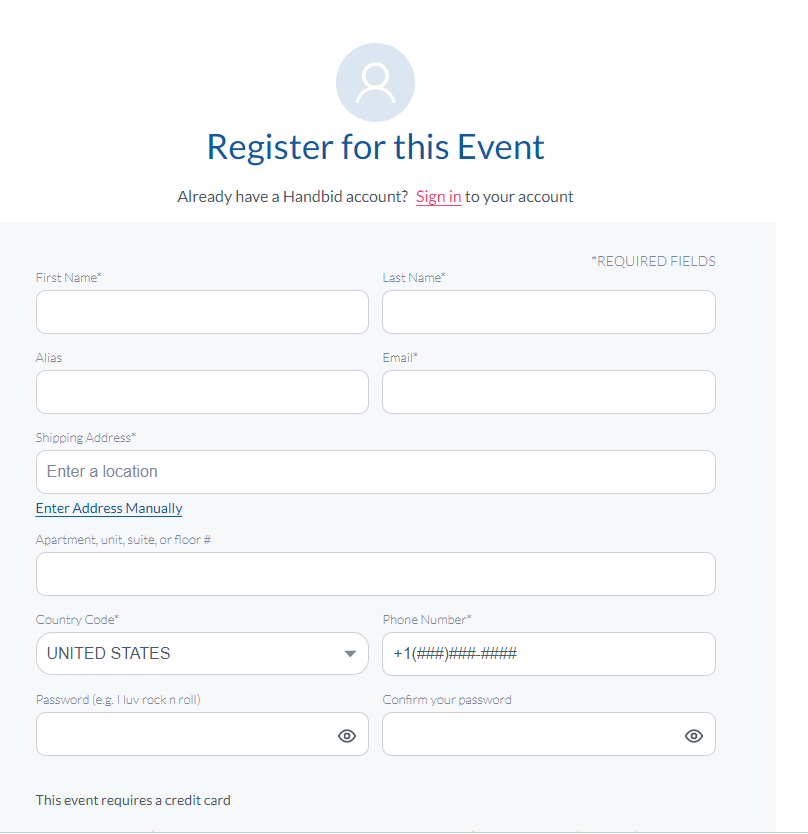 Register for this Event
Already have a Handbid account? Sign in to your account
*REQUIRED FIELDS
First Name*
Last Name*
Alias
Email*
Shipping Address*
Enter a location
Enter Address Manually
Apartment, unit, suite, or floor #
Country Code*
Phone Number*
UNITED STATES
+1(###)###-####
Password (e.g. I luv rock n roll)
Confirm your password
This event requires a credit card